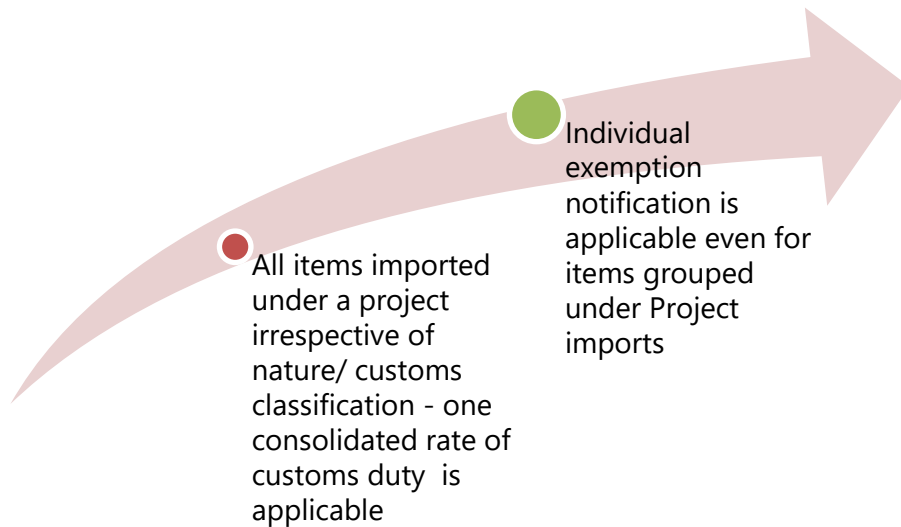 All items imported
under a project
irrespective of
nature/ customs
classification - one
consolidated rate of
customs duty  is
applicable
Individual
exemption
notification is
applicable even for
items grouped
under Project
imports